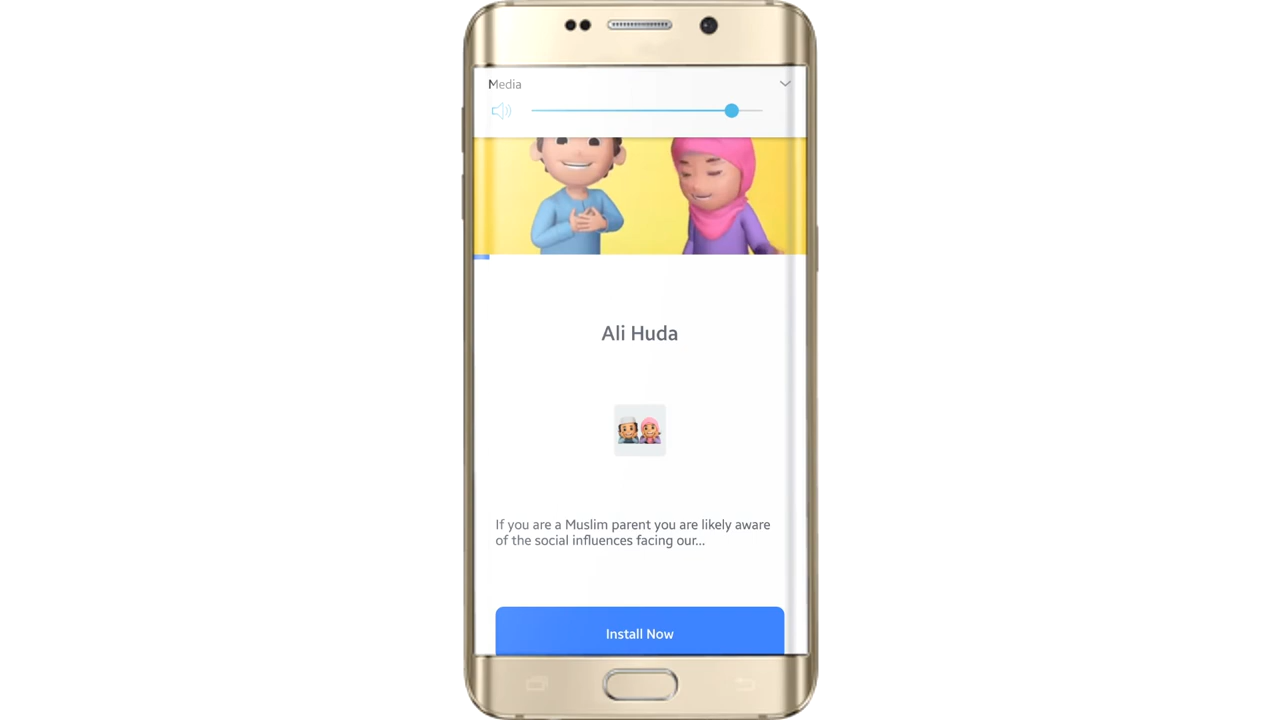 Media
Ali Huda
If you are a Muslim parent you are likely aware
of the social influences facing our...
Install Now